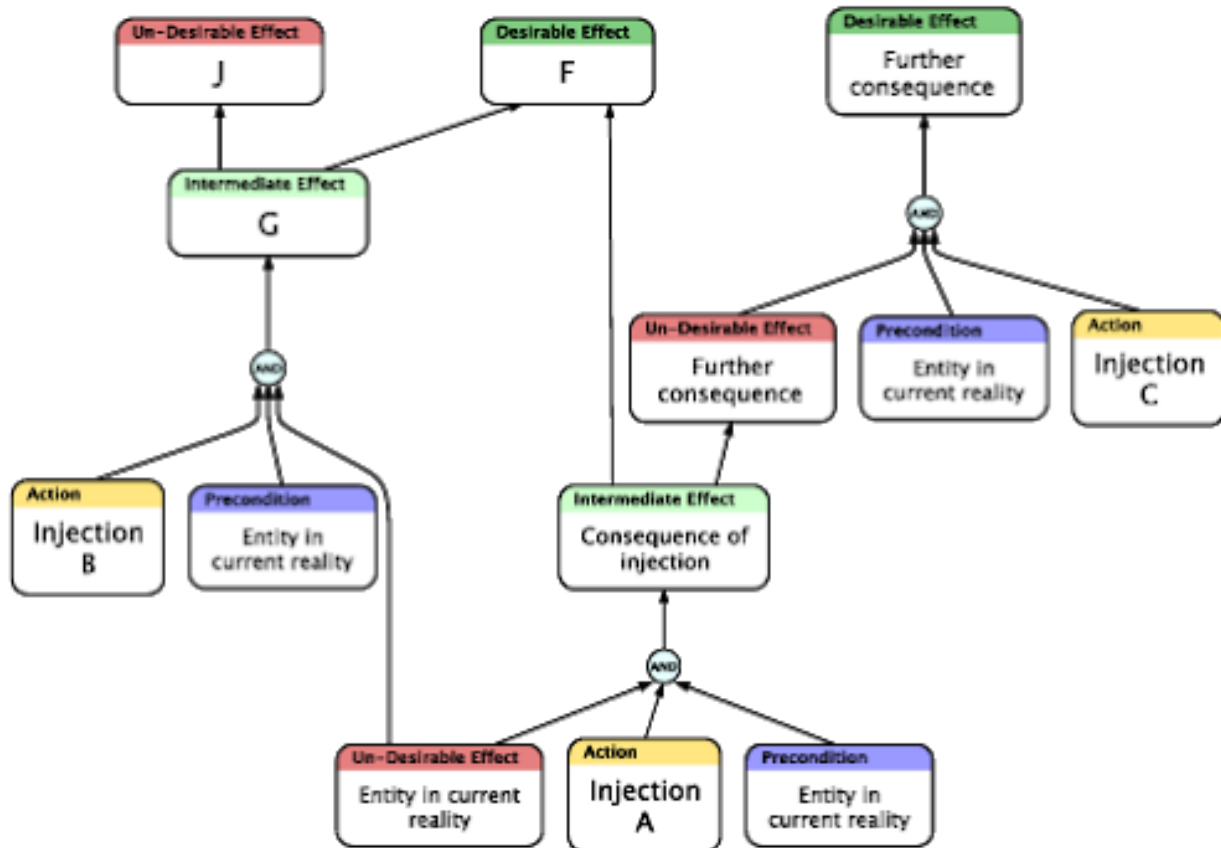 Un-Desirable Effect
J
Desirable Effect
F
Desirable Effect
Further
consequence
Intermediate Effect
G
AND
Un-Desirable Effect
Further
consequence
Precondition
Entity in
current reality
Action
Injection
C
AND
Action
Injection
B
Precondition
Entity in
current reality
Intermediate Effect
Consequence of
injection
AND
Un-Desirable Effect
Entity in current
reality
Action
Injection
A
Precondition
Entity in
current reality